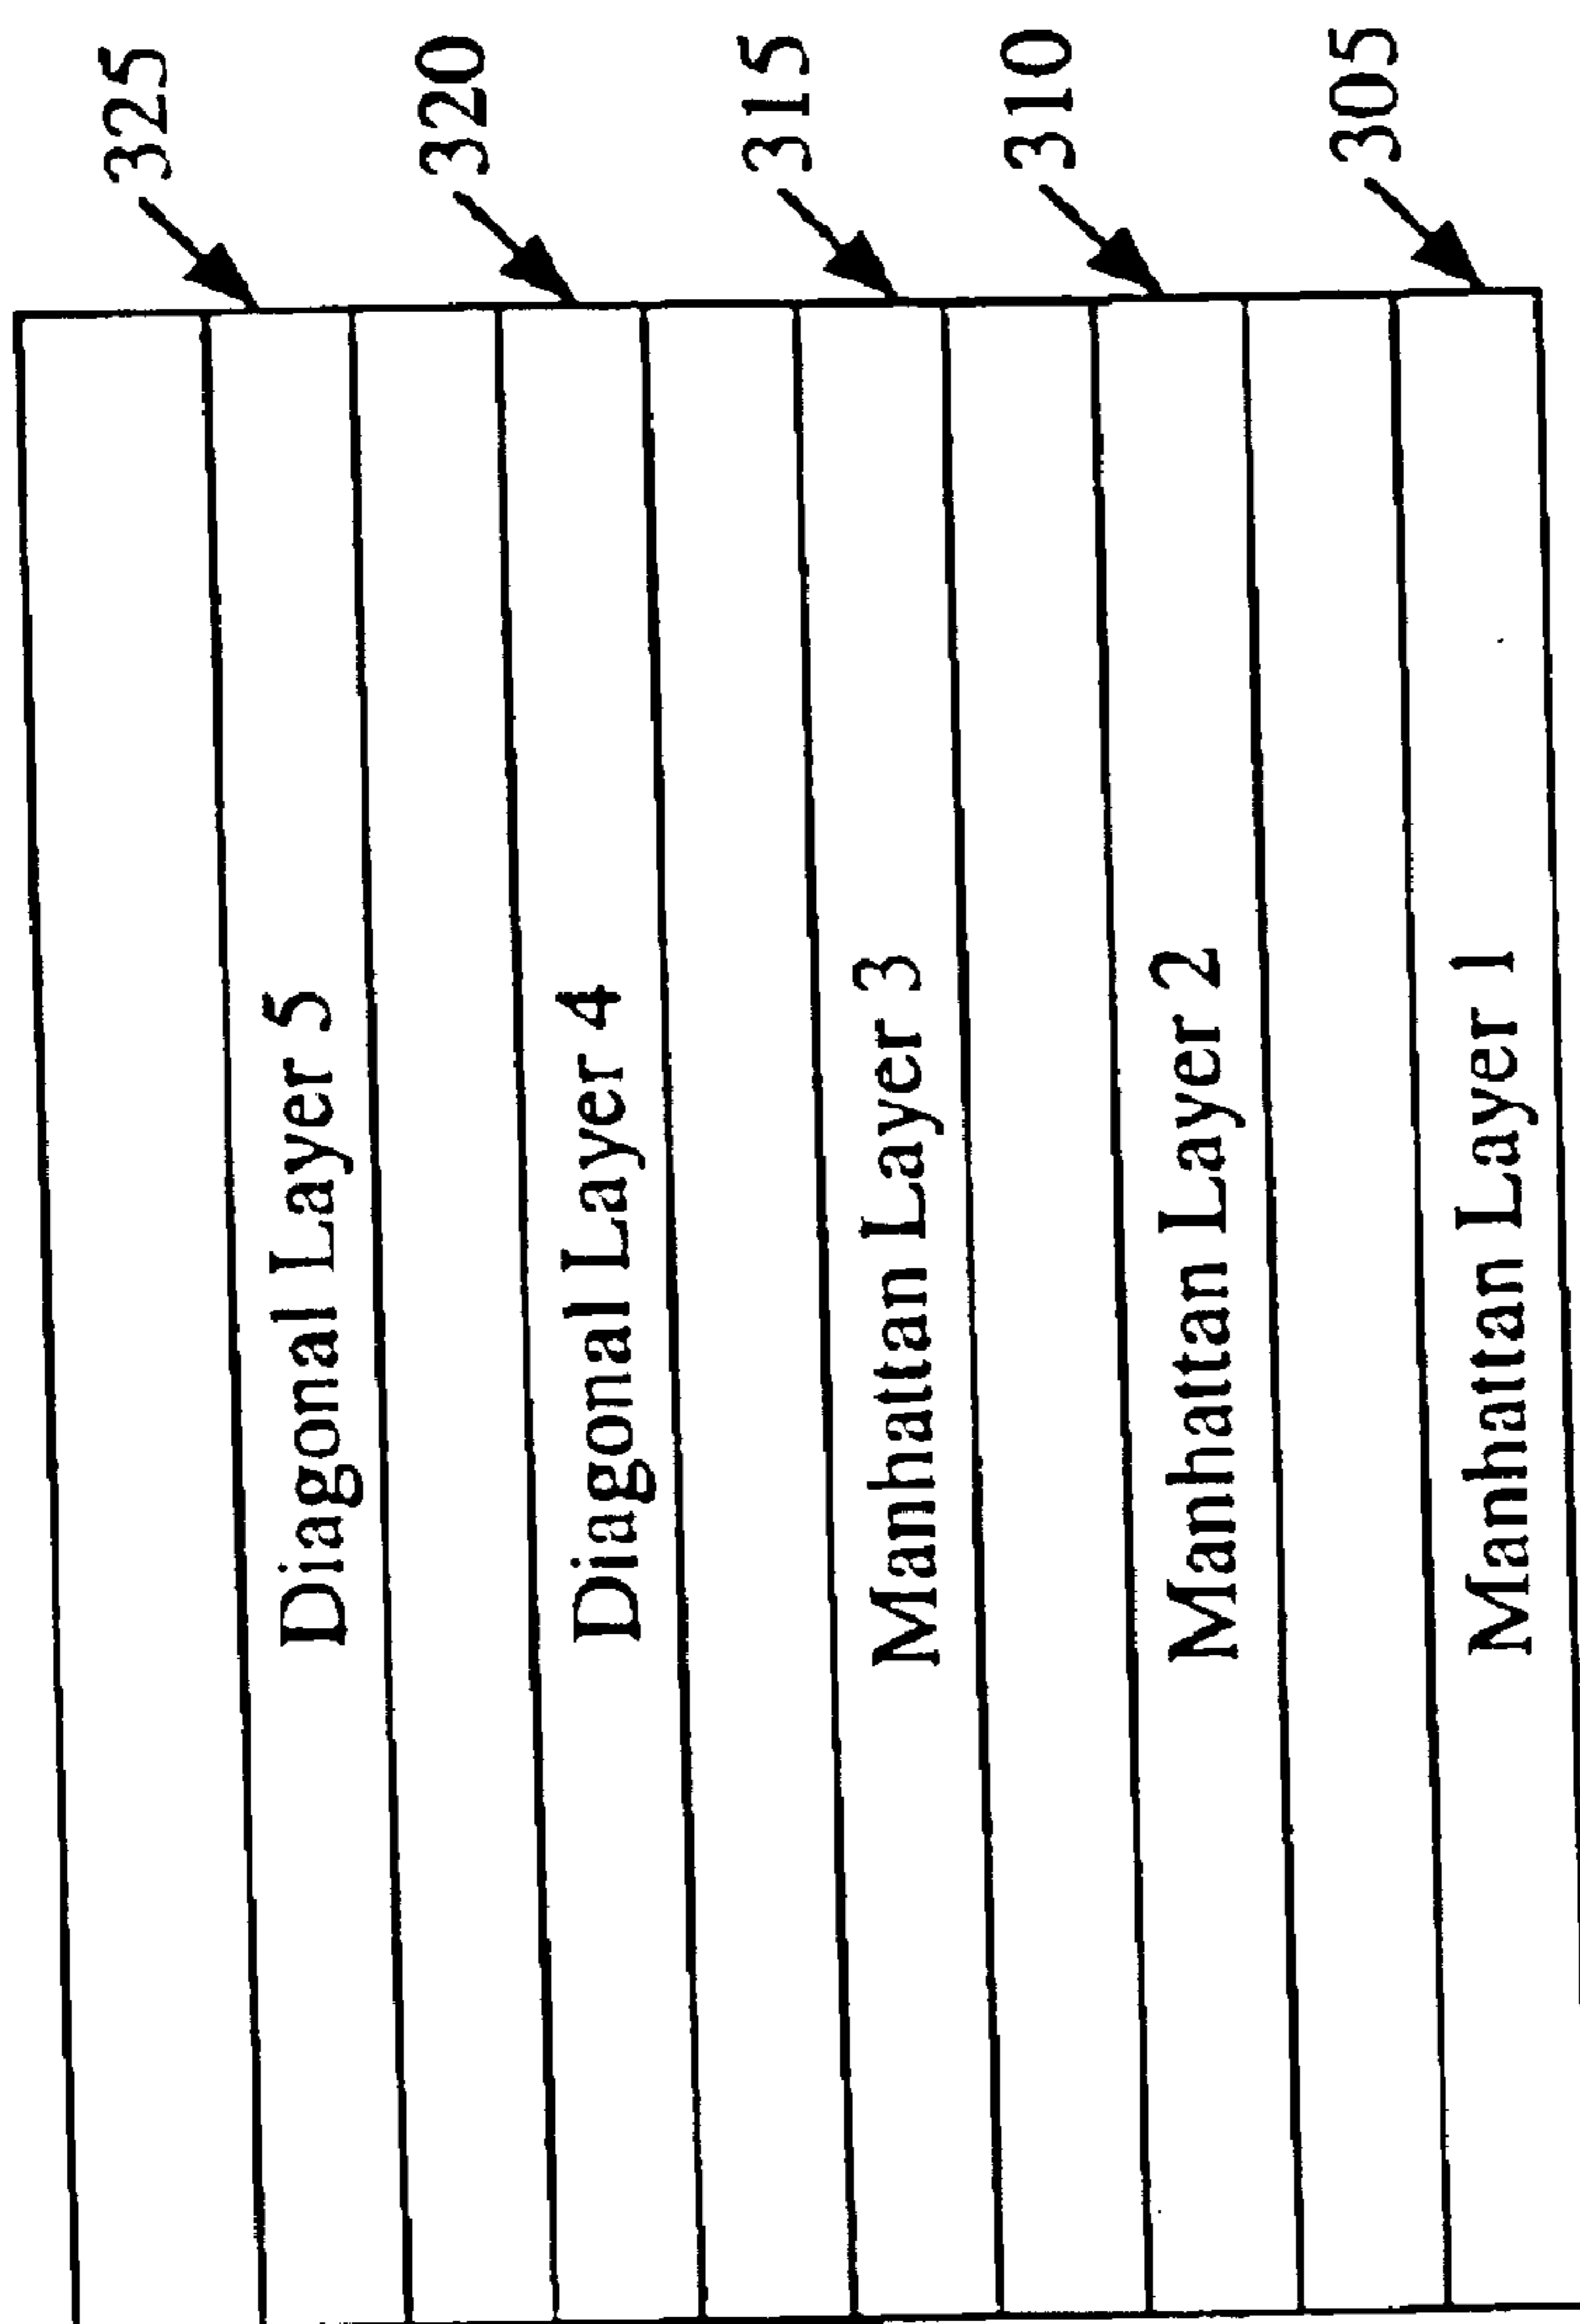 325
Diagonal Layer 5
320
Diagonal Layer 4
315
Manhattan Layer 3
310
Manhattan Layer 2
305
Manhattan Layer 1